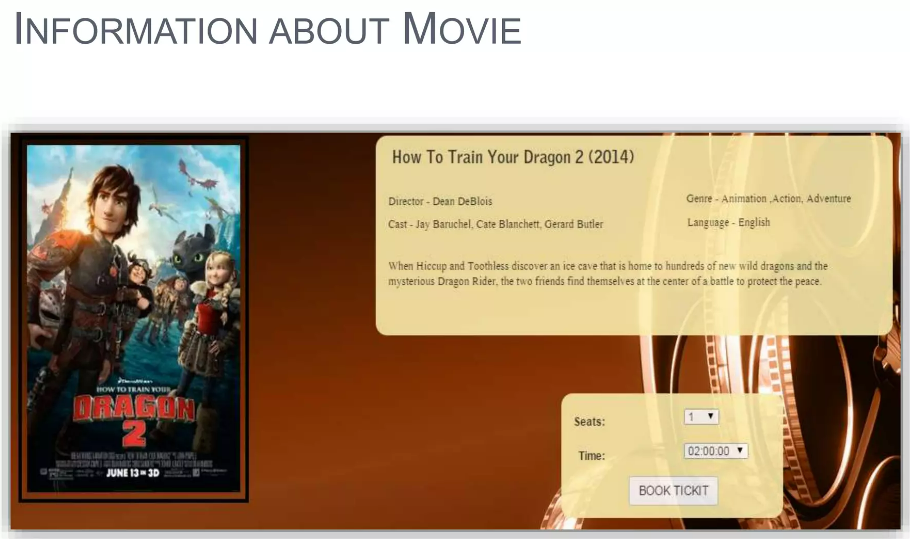 INFORMATION ABOUT MOVIE
How To Train Your Dragon 2 (2014)
Director - Dean DeBlois
Genre - Animation ,Action, Adventure
Cast - Jay Baruchel, Cate Blanchett, Gerard Butler
Language - English
When Hiccup and Toothless discover an ice cave that is home to hundreds of new wild dragons and the
mysterious Dragon Rider, the two friends find themselves at the center of a battle to protect the peace.
HOW TO TRAIN YOUR
DRAGON
2
JUNE 13 IN 3D
Seats:
1
Time:
02:00:00
BOOK TICKIT